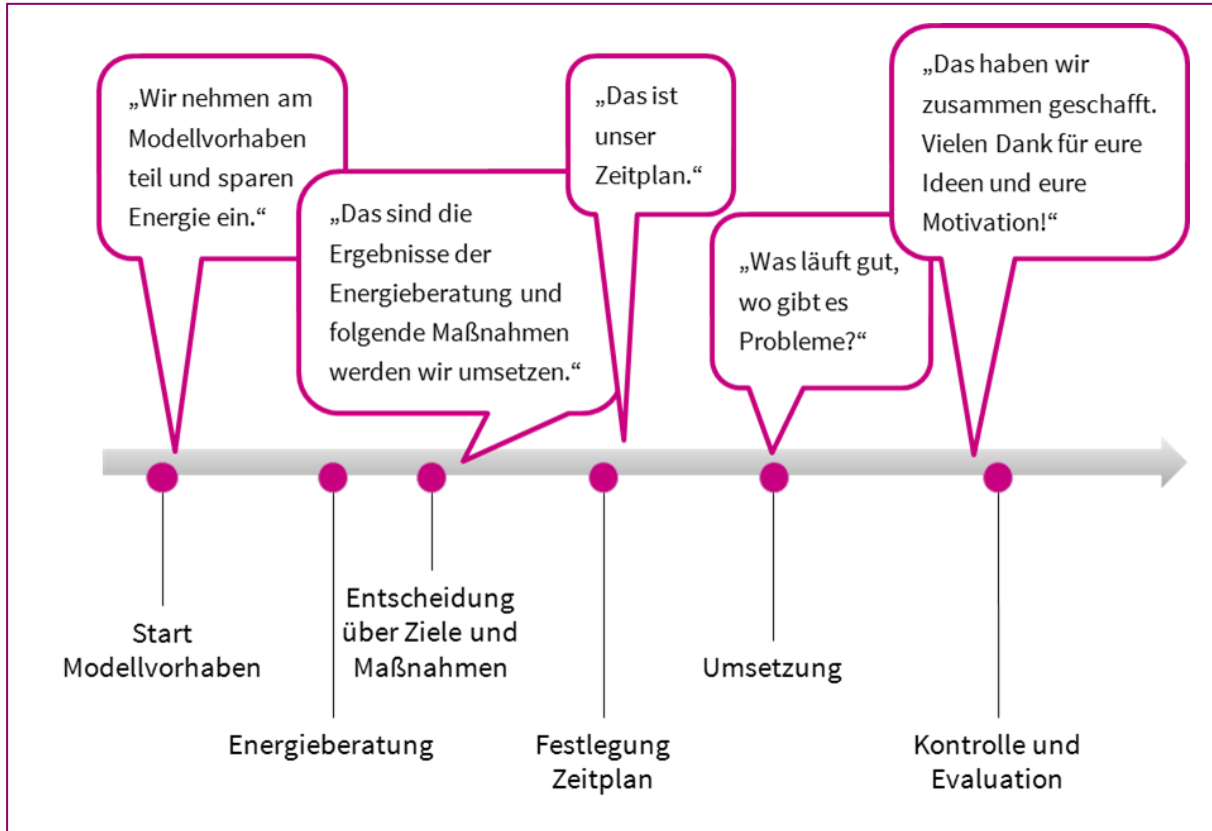 „Wir nehmen am
Modellvorhaben
teil und sparen
Energie ein.“
„Das sind die
Ergebnisse der
Energieberatung und
folgende Maßnahmen
werden wir umsetzen.“
„Das ist
unser
Zeitplan.“
„Was läuft gut,
wo gibt es
Probleme?“
„Das haben wir
zusammen geschafft.
Vielen Dank für eure
Ideen und eure
Motivation!“
Start
Modellvorhaben
Energieberatung
Entscheidung
über Ziele und
Maßnahmen
Festlegung
Zeitplan
Umsetzung
Kontrolle und
Evaluation